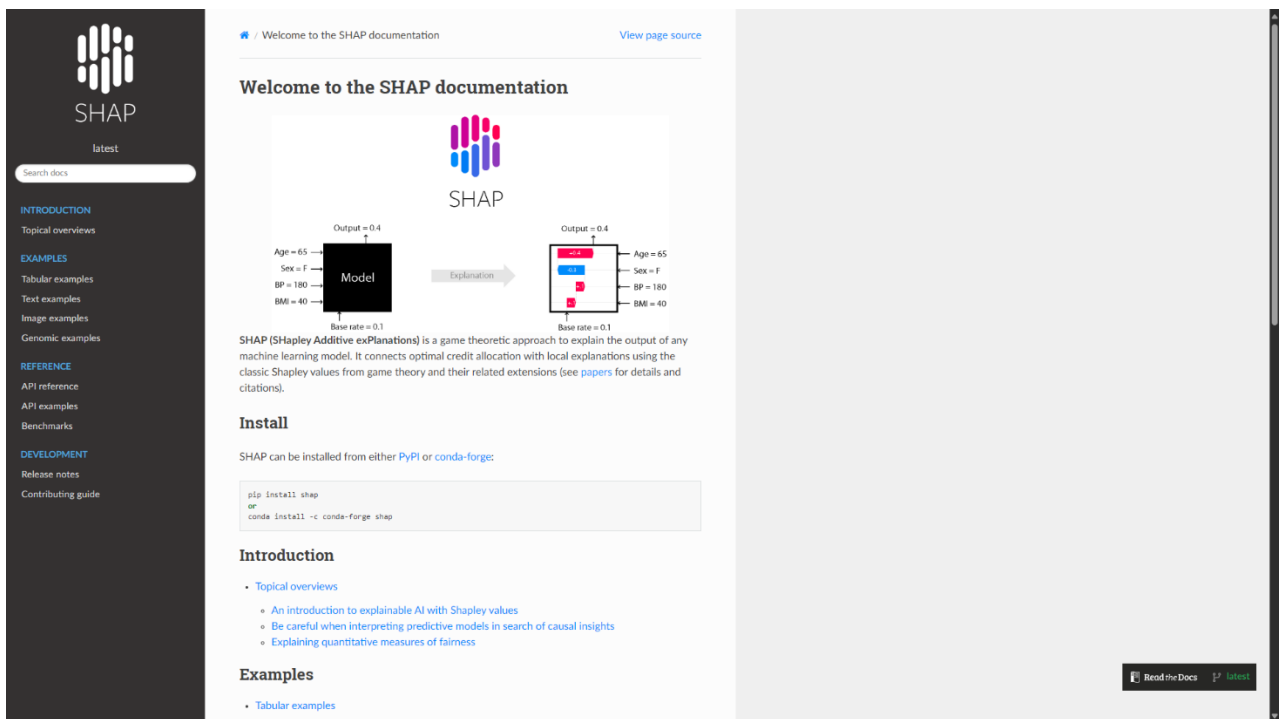 SHAP
latest
Search docs
INTRODUCTION
Topical overviews
EXAMPLES
Tabular examples
Text examples
Image examples
Genomic examples
REFERENCE
API reference
API examples
Benchmarks
DEVELOPMENT
Release notes
Contributing guide
/ Welcome to the SHAP documentation
View page source
Welcome to the SHAP documentation
SHAP
Output = 0.4
Age = 65
Sex = F
BP = 180
BMI = 40
Model
Base rate = 0.1
Explanation
Output = 0.4
+0.4
Age = 65
Sex = F
BP = 180
BMI = 40
Base rate = 0.1
SHAP (SHapley Additive exPlanations) is a game theoretic approach to explain the output of any
machine learning model. It connects optimal credit allocation with local explanations using the
classic Shapley values from game theory and their related extensions (see papers for details and
citations).
Install
SHAP can be installed from either PyPI or conda-forge:
pip install shap
or
conda install -c conda-forge shap
Introduction
Topical overviews
An introduction to explainable AI with Shapley values
Be careful when interpreting predictive models in search of causal insights
Explaining quantitative measures of fairness
Examples
Tabular examples
Read the Docs
latest